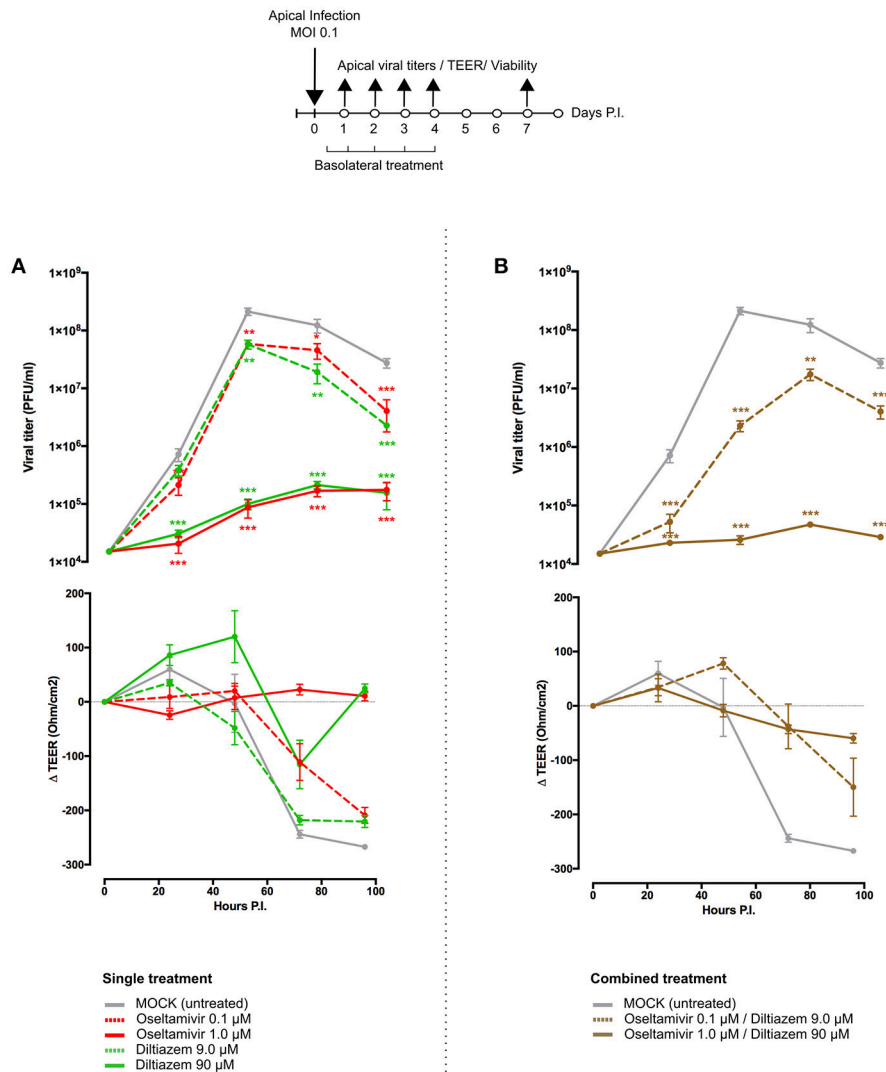 Apical Infection
MOI 0.1
Apical viral titers / TEER/ Viability
Days P.I.
0 1 2 3 4 5 6 7
Basolateral treatment
A
Viral titer (PFU/ml)
1×10⁹
1×10⁸
1×10⁷
1×10⁶
1×10⁵
1×10⁴
** * ***
** ** ***
*** *** *** ***
*** *** *** ***
Δ TEER (Ohm/cm2)
200
100
0
-100
-200
-300
0 20 40 60 80 100
Hours P.I.
Single treatment
MOCK (untreated)
Oseltamivir 0.1 µM
Oseltamivir 1.0 µM
Diltiazem 9.0 µM
Diltiazem 90 µM
B
Viral titer (PFU/ml)
1×10⁹
1×10⁸
1×10⁷
1×10⁶
1×10⁵
1×10⁴
*** *** ** ***
*** *** *** ***
Δ TEER (Ohm/cm2)
200
100
0
-100
-200
-300
0 20 40 60 80 100
Hours P.I.
Combined treatment
MOCK (untreated)
Oseltamivir 0.1 µM / Diltiazem 9.0 µM
Oseltamivir 1.0 µM / Diltiazem 90 µM